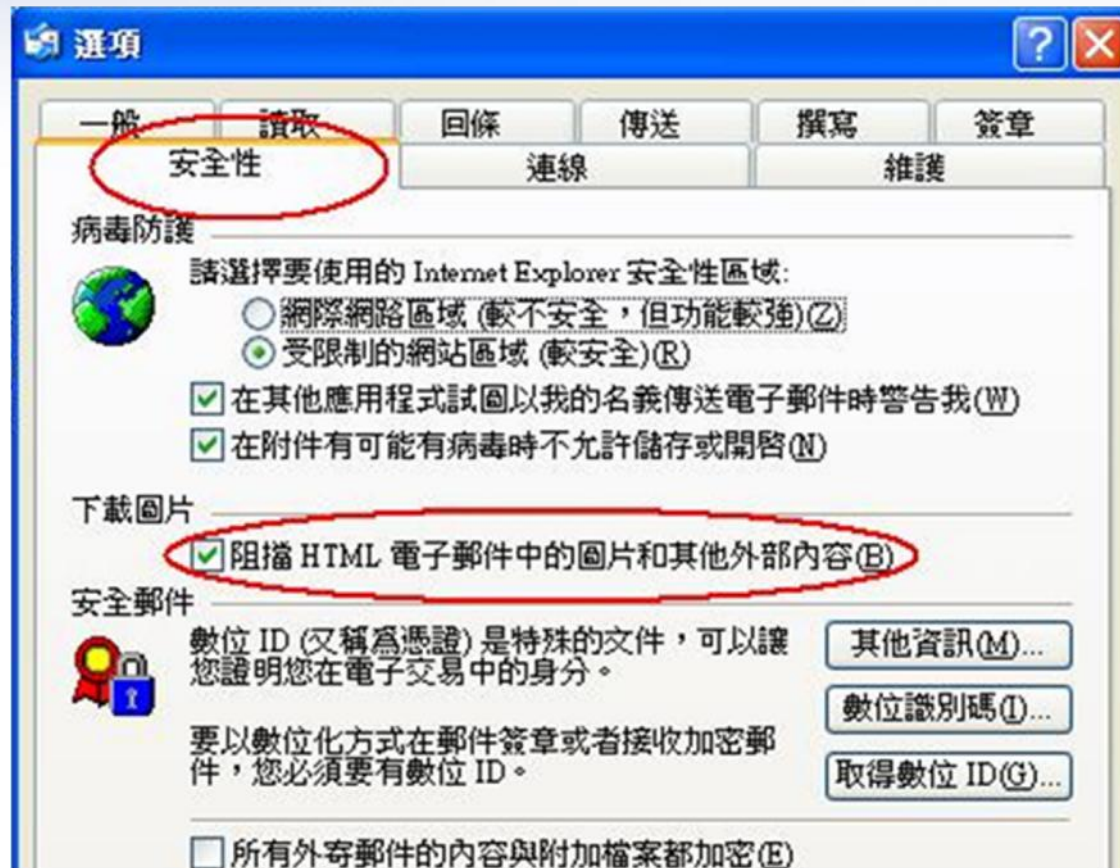 選項
一般 讀取 回條 傳送 撰寫 簽章
安全性 連線 維護
病毒防護
請選擇要使用的 Internet Explorer 安全性區域:
網際網路區域 (較不安全，但功能較強)(Z)
受限制的網站區域 (較安全)(R)
在其他應用程式試圖以我的名義傳送電子郵件時警告我(W)
在附件有可能有病毒時不允許儲存或開啟(N)
下載圖片
阻擋 HTML 電子郵件中的圖片和其他外部內容(B)
安全郵件
數位 ID (又稱為憑證) 是特殊的文件，可以讓
您證明您在電子交易中的身分。
其他資訊(M)...
數位識別碼(I)...
要以數位化方式在郵件簽章或者接收加密郵
件，您必須要有數位 ID。
取得數位 ID(G)...
所有外寄郵件的內容與附加檔案都加密(E)